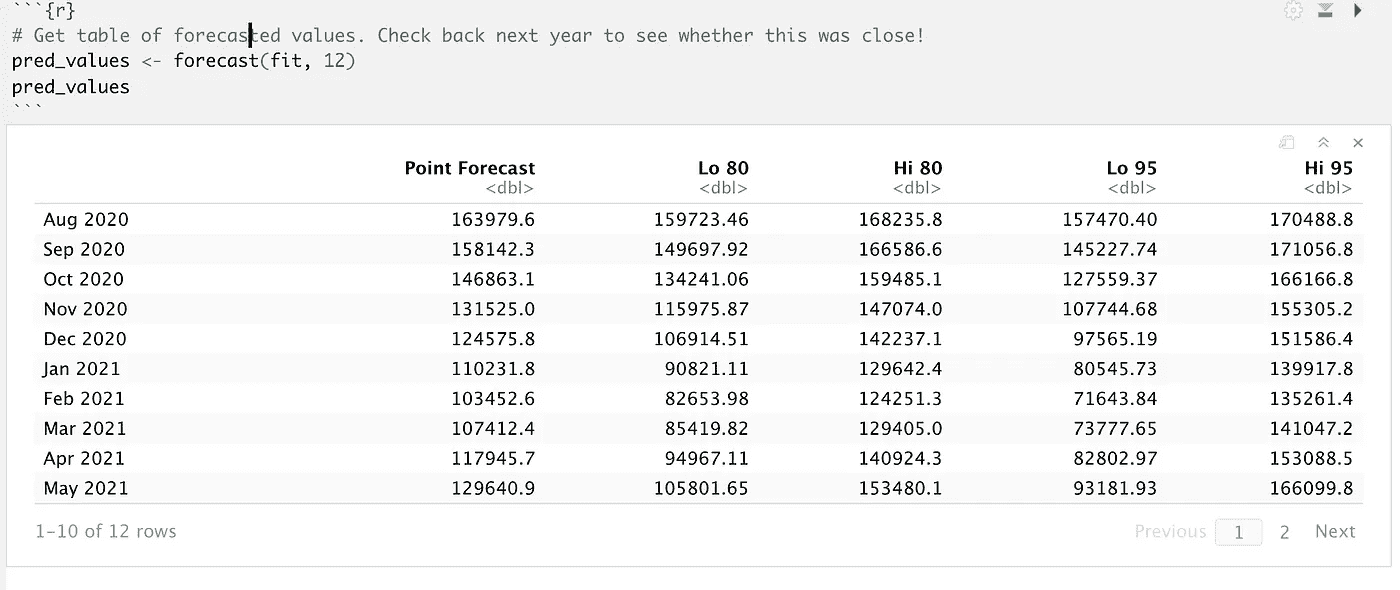 ```{r}
# Get table of forecasted values. Check back next year to see whether this was close!
pred_values <- forecast(fit, 12)
pred_values
```
Point Forecast Lo 80 Hi 80 Lo 95 Hi 95
<dbl> <dbl> <dbl> <dbl> <dbl>
Aug 2020 163979.6 159723.46 168235.8 157470.40 170488.8
Sep 2020 158142.3 149697.92 166586.6 145227.74 171056.8
Oct 2020 146863.1 134241.06 159485.1 127559.37 166166.8
Nov 2020 131525.0 115975.87 147074.0 107744.68 155305.2
Dec 2020 124575.8 106914.51 142237.1 97565.19 151586.4
Jan 2021 110231.8 90821.11 129642.4 80545.73 139917.8
Feb 2021 103452.6 82653.98 124251.3 71643.84 135261.4
Mar 2021 107412.4 85419.82 129405.0 73777.65 141047.2
Apr 2021 117945.7 94967.11 140924.3 82802.97 153088.5
May 2021 129640.9 105801.65 153480.1 93181.93 166099.8
1-10 of 12 rows Previous 1 2 Next